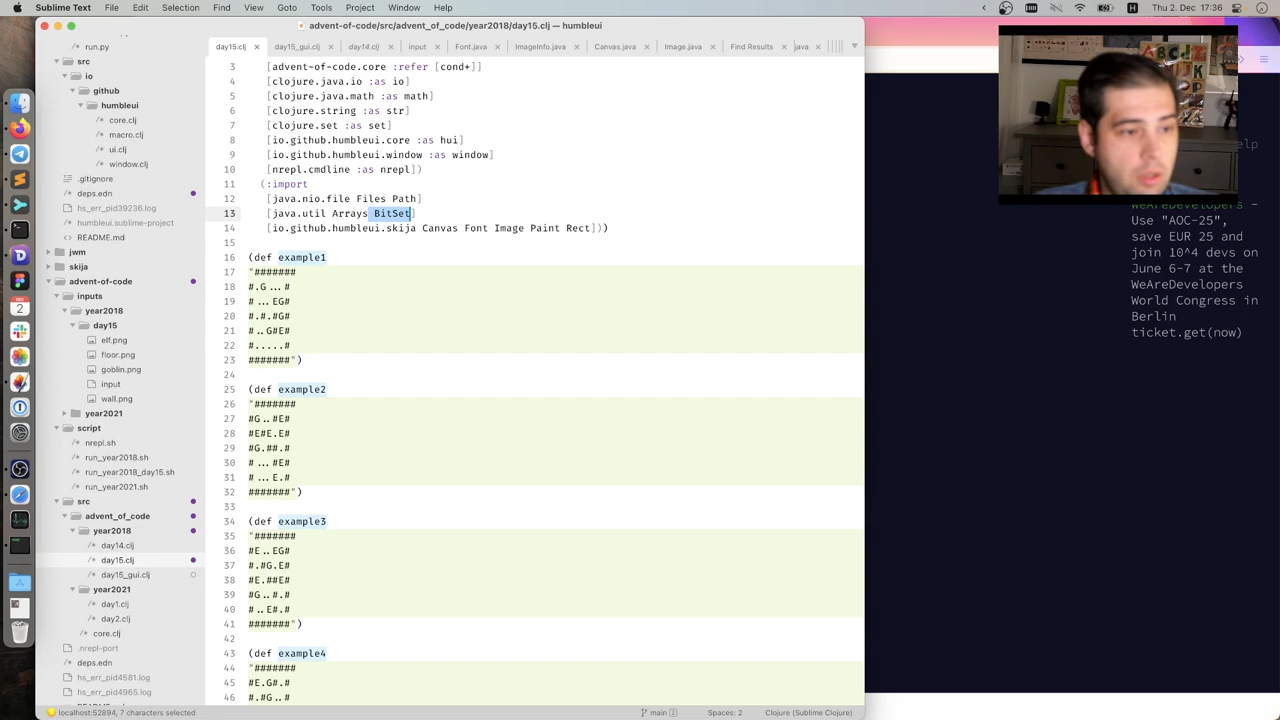 Sublime Text File Edit Selection Find View Goto Tools Project Window Help Thu 2 Dec 17:36
advent-of-code/src/advent_of_code/year2018/day15.clj — humbleui
day15.clj day15_gui.clj day14.clj input Font.java ImageInfo.java Canvas.java Image.java Find Results java
run.py
src
io
github
humbleui
core.clj
macro.clj
ui.clj
window.clj
.gitignore
deps.edn
hs_err_pid39236.log
humbleui.sublime-project
README.md
jwm
skija
advent-of-code
inputs
year2018
day15
elf.png
floor.png
goblin.png
input
wall.png
year2021
script
nrepl.sh
run_year2018.sh
run_year2018_day15.sh
run_year2021.sh
src
advent_of_code
year2018
day14.clj
day15.clj
day15_gui.clj
year2021
day1.clj
day2.clj
core.clj
.nrepl-port
deps.edn
hs_err_pid4581.log
hs_err_pid4965.log
3 [advent-of-code.core :refer [cond+]]
4 [clojure.java.io :as io]
5 [clojure.java.math :as math]
6 [clojure.string :as str]
7 [clojure.set :as set]
8 [io.github.humbleui.core :as hui]
9 [io.github.humbleui.window :as window]
10 [nrepl.cmdline :as nrepl])
11 (:import
12 [java.nio.file Files Path]
13 [java.util Arrays BitSet]
14 [io.github.humbleui.skija Canvas Font Image Paint Rect]))
15
16 (def example1
17 "#######
18 #.G...#
19 #...EG#
20 #.#.#G#
21 #..G#E#
22 #.....#
23 #######")
24
25 (def example2
26 "#######
27 #G..#E#
28 #E#E.E#
29 #G.##.#
30 #...#E#
31 #...E.#
32 #######")
33
34 (def example3
35 "#######
36 #E..EG#
37 #.#G.E#
38 #E.##E#
39 #G..#.#
40 #..E#.#
41 #######")
42
43 (def example4
44 "#######
45 #E.G#.#
46 #.#G..#
elp
WeAreDevelopers –
Use "AOC-25",
save EUR 25 and
join 10^4 devs on
June 6-7 at the
WeAreDevelopers
World Congress in
Berlin
ticket.get(now)
localhost:52894, 7 characters selected main 2 Spaces: 2 Clojure (Sublime Clojure)